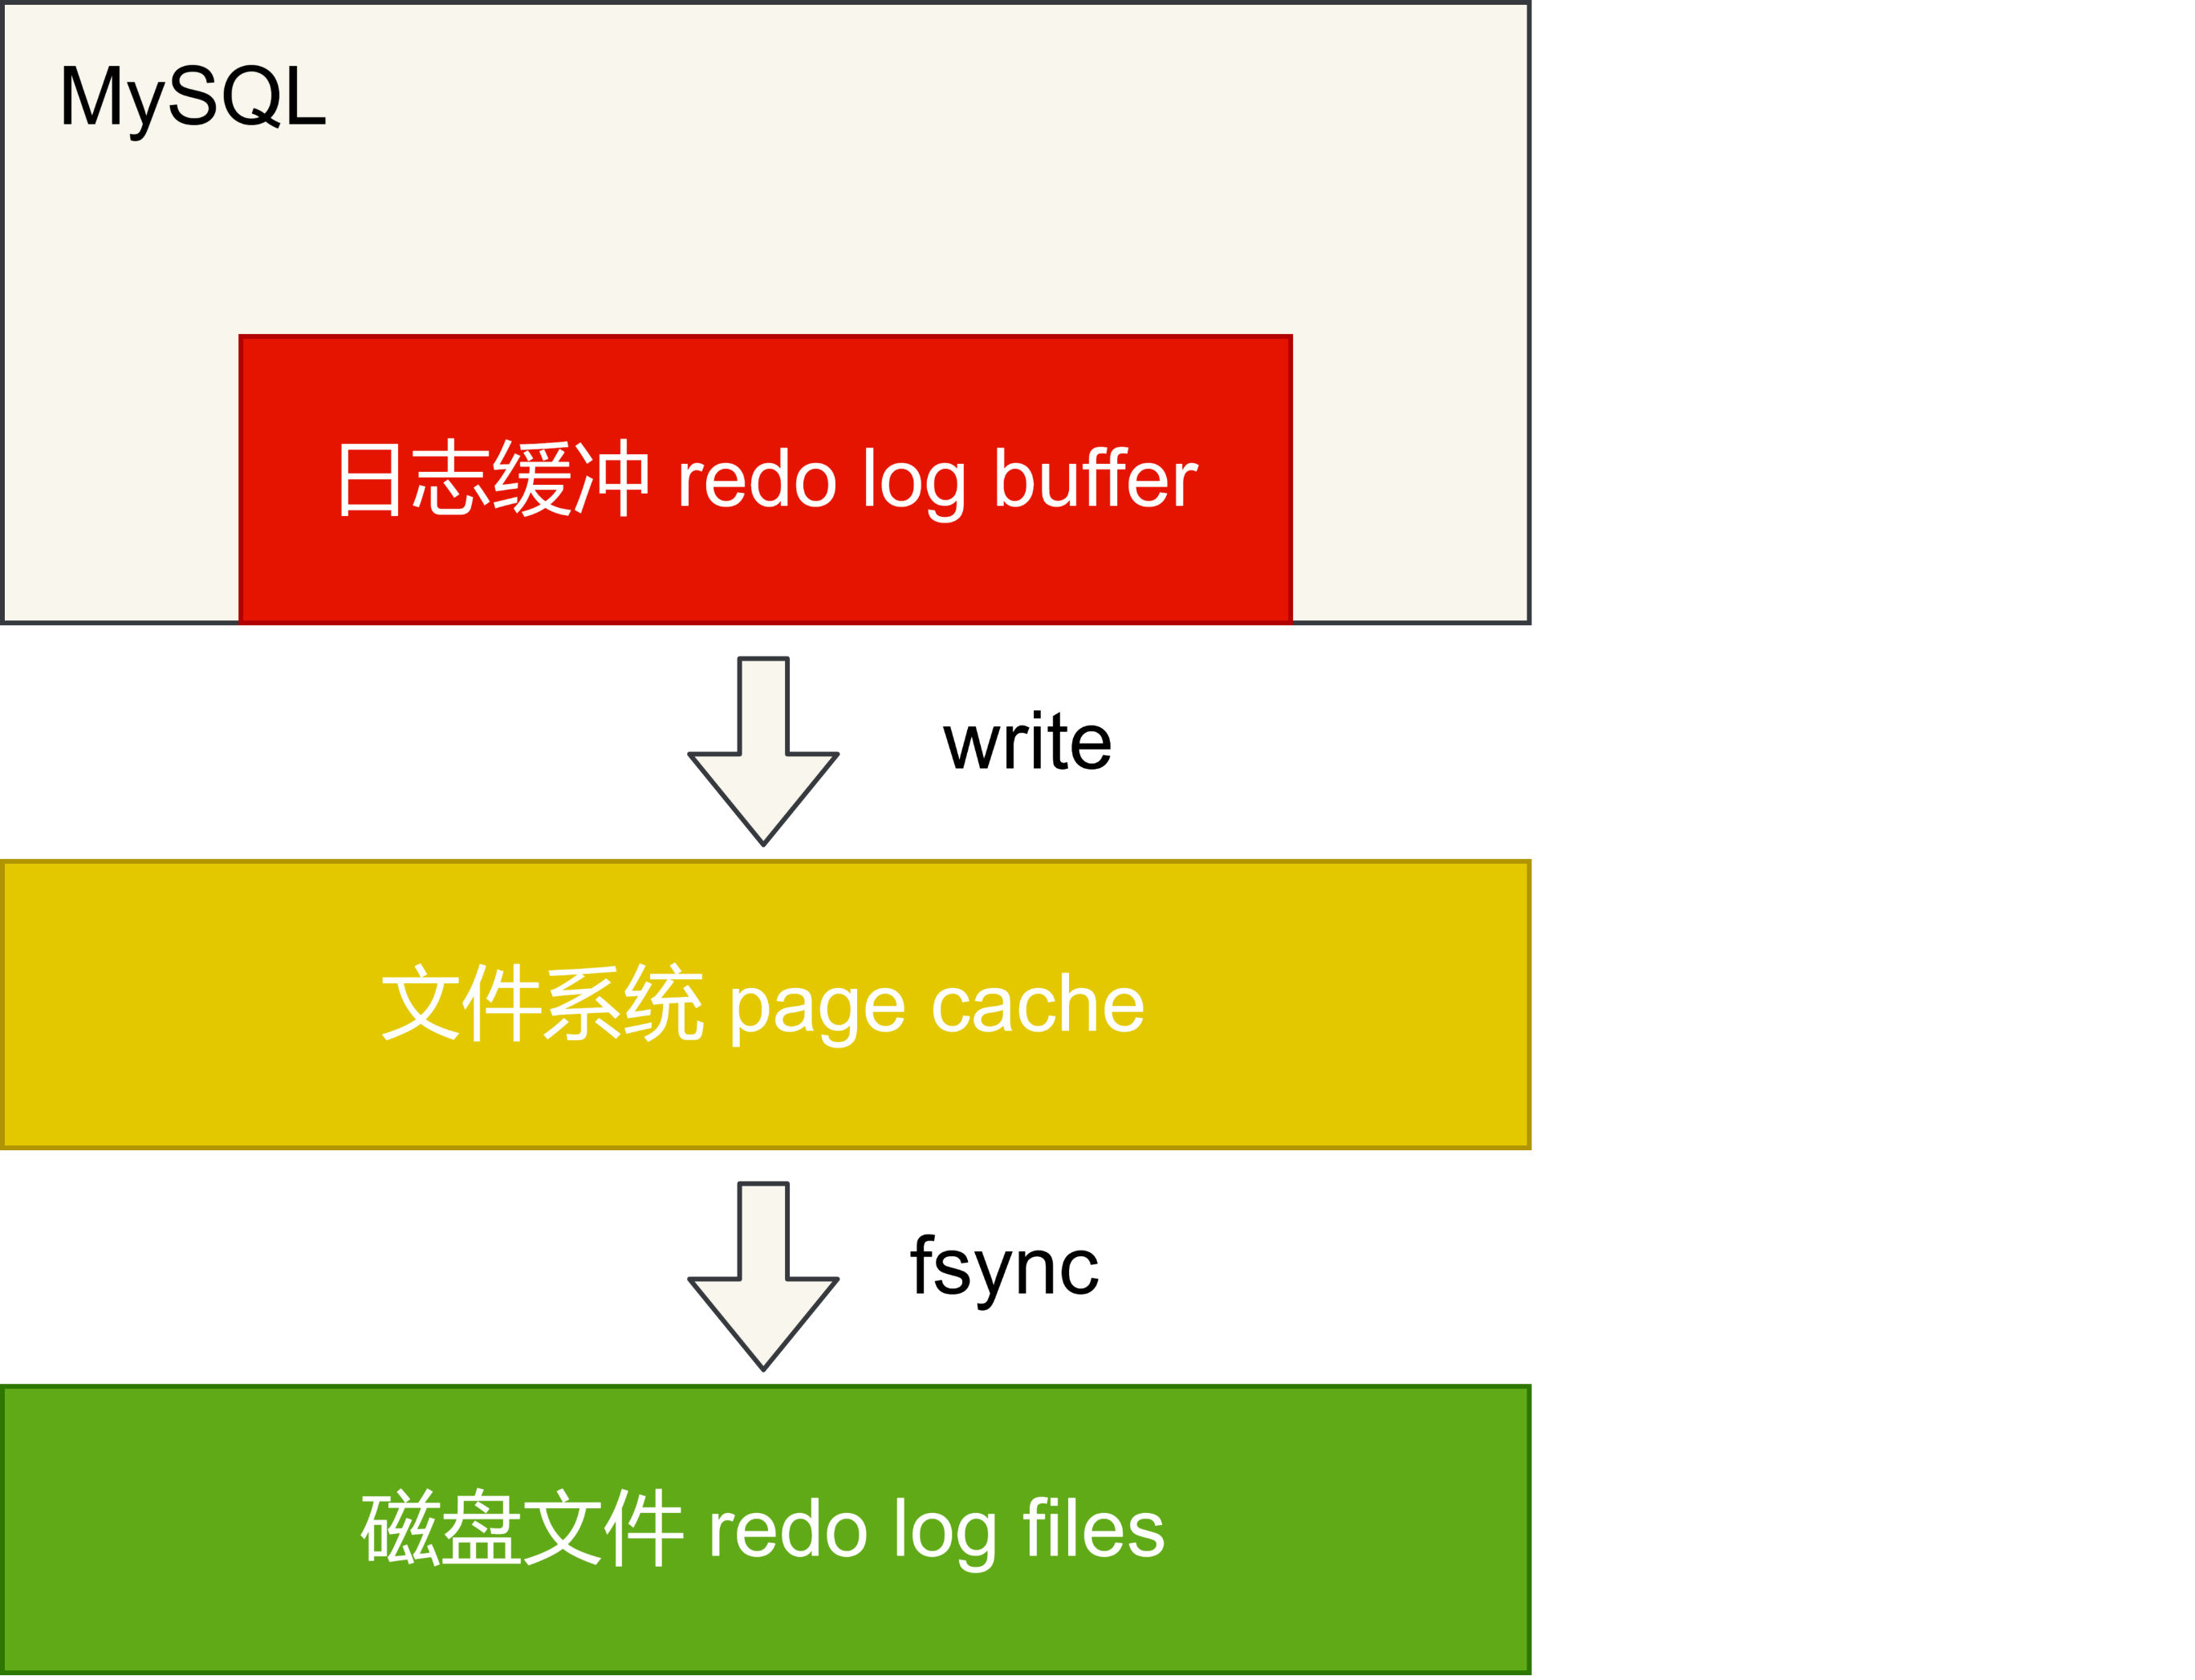 MySQL
日志缓冲 redo log buffer
write
文件系统 page cache
fsync
磁盘文件 redo log files